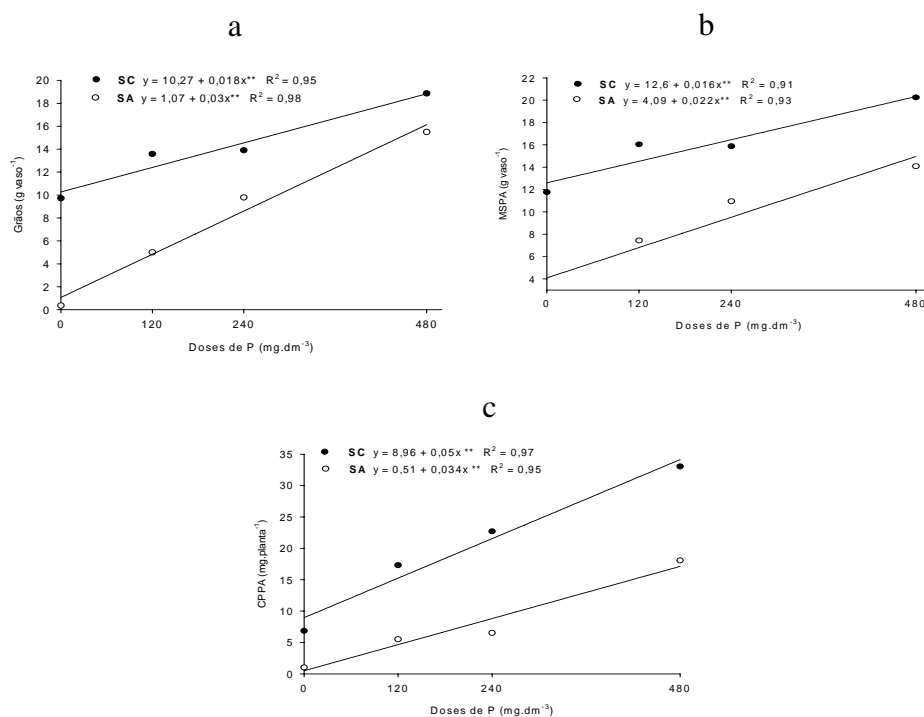 a
SC y = 10,27 + 0,018x** R² = 0,95
SA y = 1,07 + 0,03x** R² = 0,98
20
18
16
14
12
10
8
6
4
2
0
Grãos (g vaso⁻¹)
0 120 240 480
Doses de P (mg.dm⁻³)
b
SC y = 12,6 + 0,016x** R² = 0,91
SA y = 4,09 + 0,022x** R² = 0,93
22
20
18
16
14
12
10
8
6
4
MSPA (g vaso⁻¹)
0 120 240 480
Doses de P (mg.dm⁻³)
c
SC y = 8,96 + 0,05x ** R² = 0,97
SA y = 0,51 + 0,034x ** R² = 0,95
35
30
25
20
15
10
5
0
CPPA (mg.planta⁻¹)
0 120 240 480
Doses de P (mg.dm⁻³)